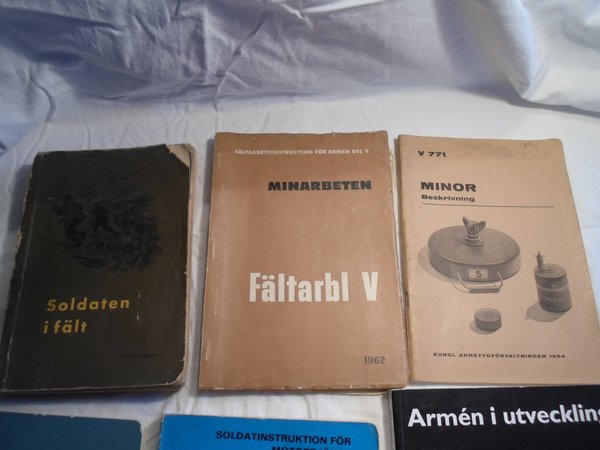 Soldaten
i fält
FÄLTARBETSINSTRUKTION FÖR ARMÉN DEL V
MINARBETEN
Fältarbl V
1962
V 771
MINOR
Beskrivning
5
KUNGL ARMÉTYGFÖRVALTNINGEN 1964
SOLDATINSTRUKTION FÖR
Armén i utveckling